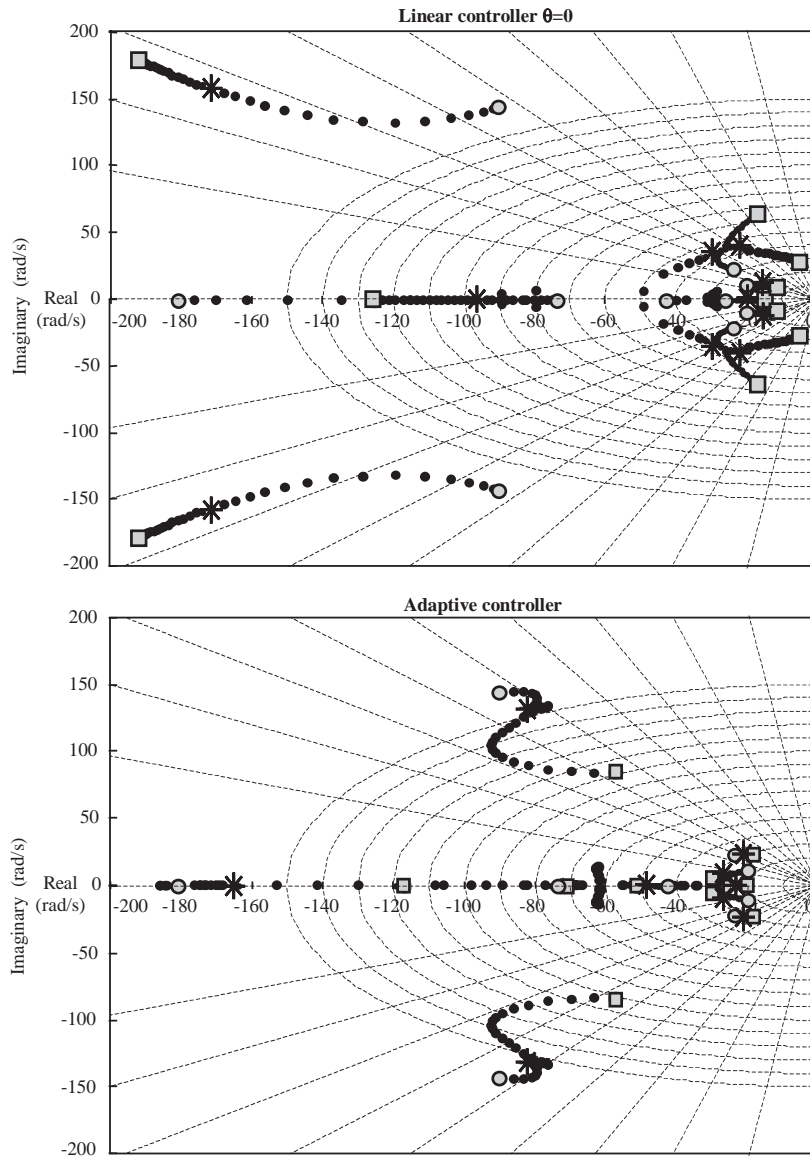 Linear controller θ=0
200
150
100
50
Real 0
(rad/s)
-200 -180 -160 -140 -120 -100 -80 -60 -40
-50
-100
-150
-200
Imaginary (rad/s)
Adaptive controller
200
150
100
50
Real 0
(rad/s)
-200 -180 -160 -140 -120 -100 -80 -60 -40
-50
-100
-150
-200
Imaginary (rad/s)